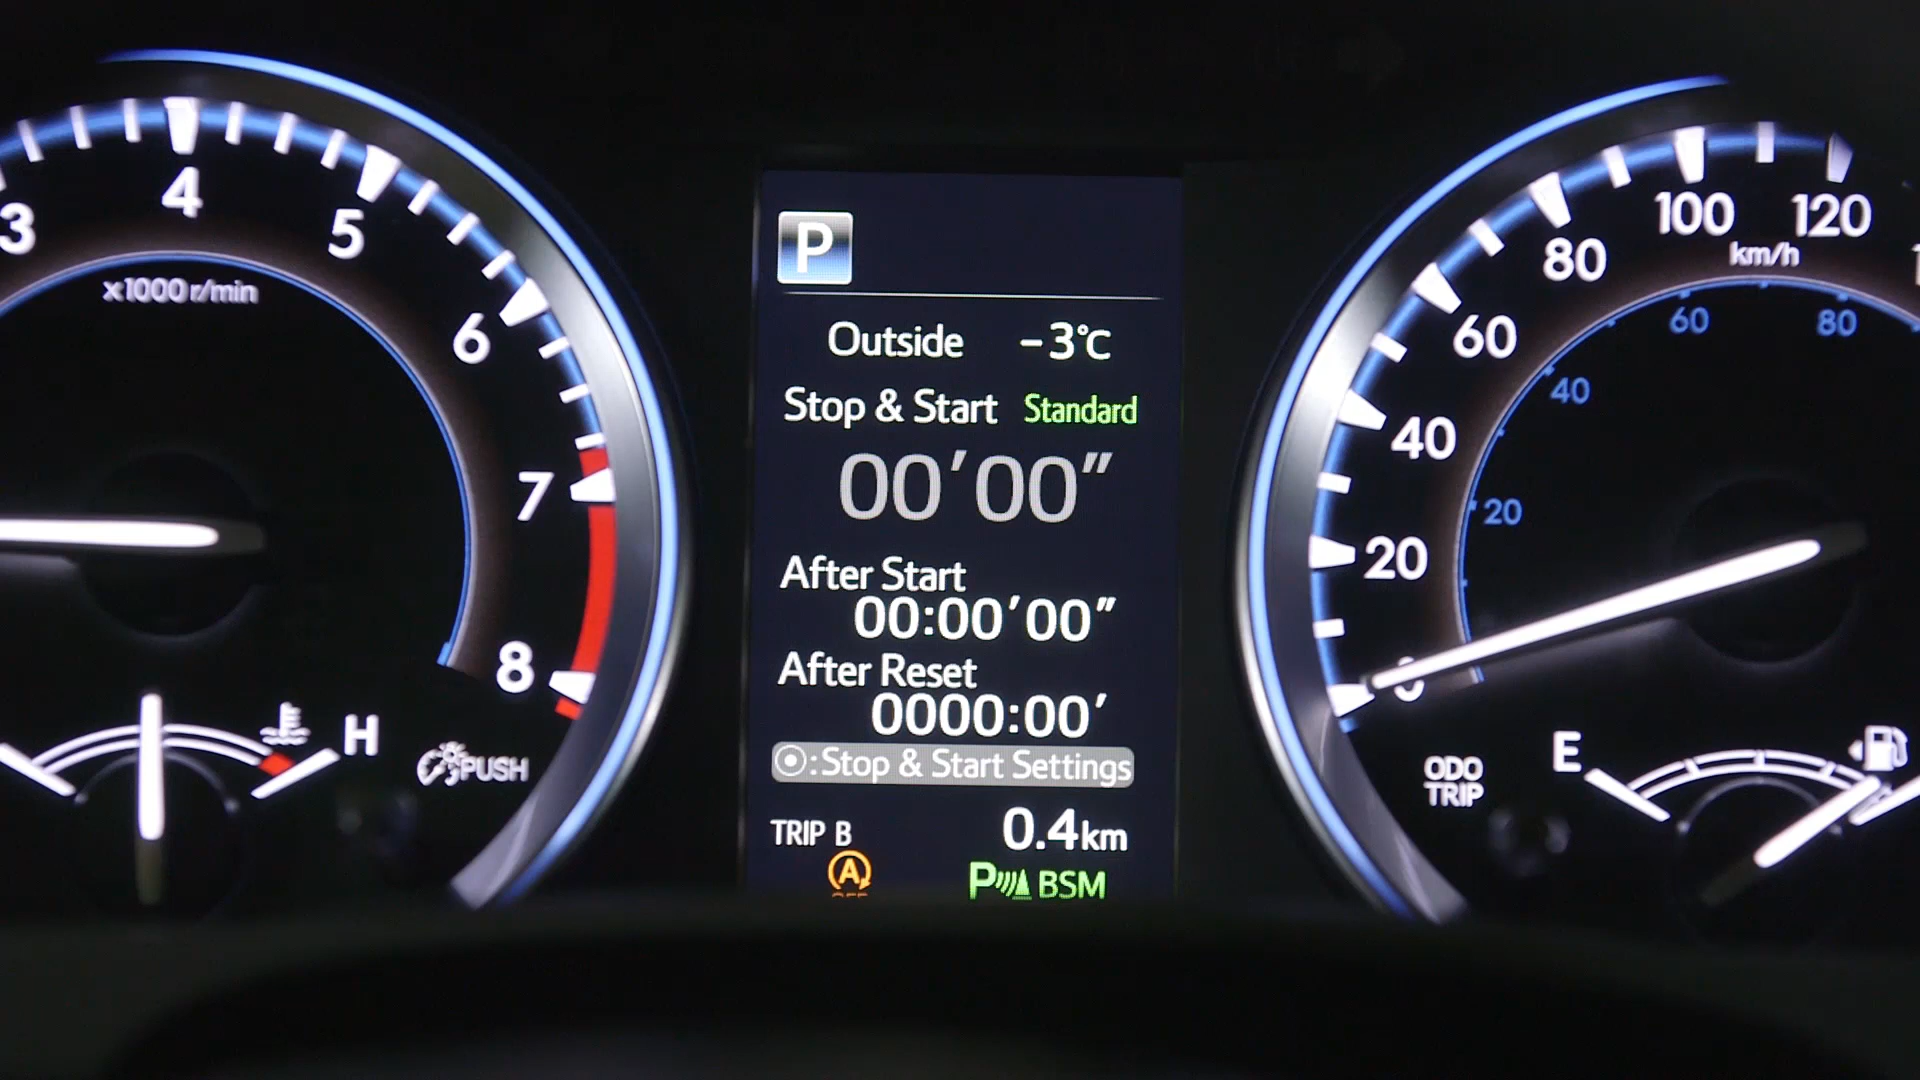 3
4
5
6
7
8
x1000 r/min
H
PUSH
P
Outside -3℃
Stop & Start Standard
00'00"
After Start
00:00'00"
After Reset
0000:00'
:Stop & Start Settings
TRIP B 0.4km
A
P BSM
0
20
40
60
80
100
120
km/h
20
40
60
80
ODO
TRIP
E